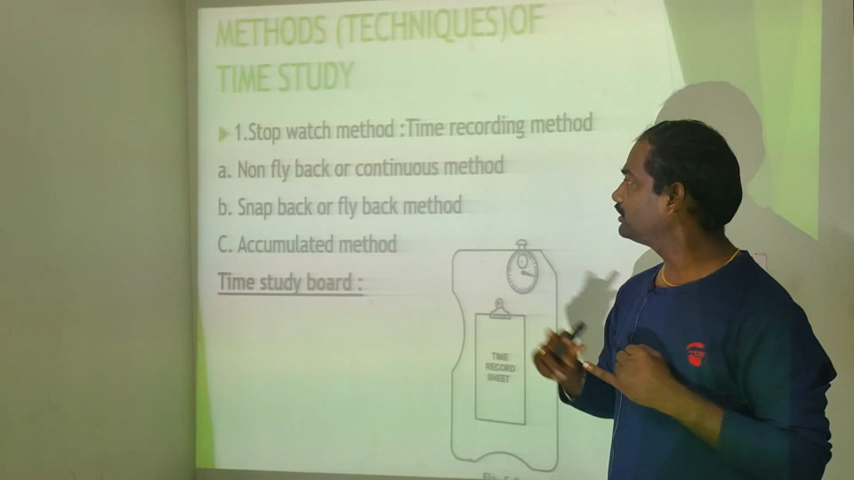 METHODS (TECHNIQUES)OF
TIME STUDY
1.Stop watch method :Time recording method
a. Non fly back or continuous method
b. Snap back or fly back method
C. Accumulated method
Time study board :
TIME
RECORD
SHEET